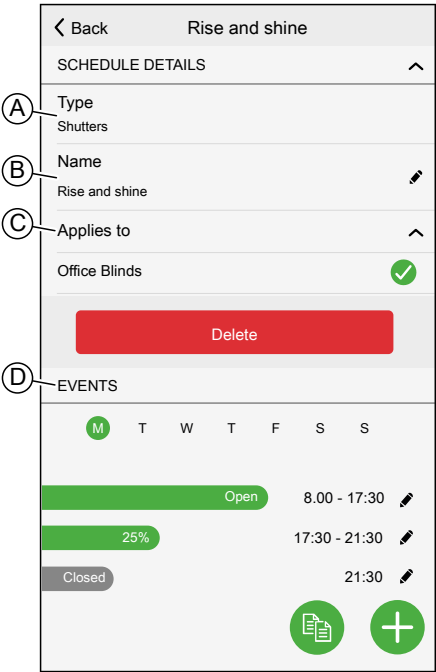 Back Rise and shine
SCHEDULE DETAILS
A Type
Shutters
B Name
Rise and shine
C Applies to
Office Blinds
Delete
D EVENTS
M T W T F S S
Open 8.00 - 17:30
25% 17:30 - 21:30
Closed 21:30